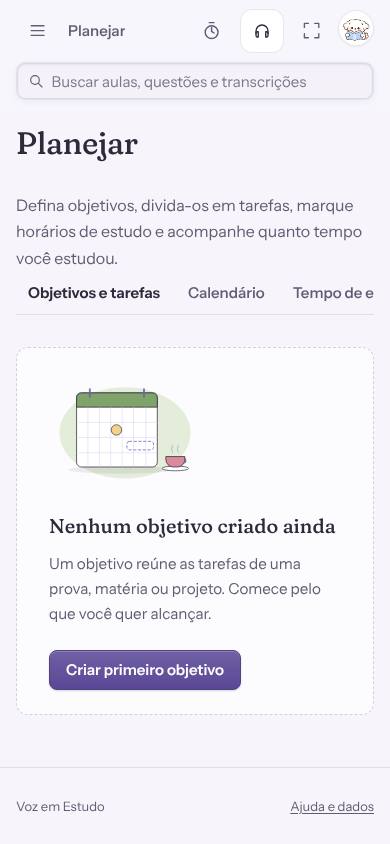 Planejar
Buscar aulas, questões e transcrições
Planejar
Defina objetivos, divida-os em tarefas, marque
horários de estudo e acompanhe quanto tempo
você estudou.
Objetivos e tarefas Calendário Tempo de e
Nenhum objetivo criado ainda
Um objetivo reúne as tarefas de uma
prova, matéria ou projeto. Comece pelo
que você quer alcançar.
Criar primeiro objetivo
Voz em Estudo Ajuda e dados